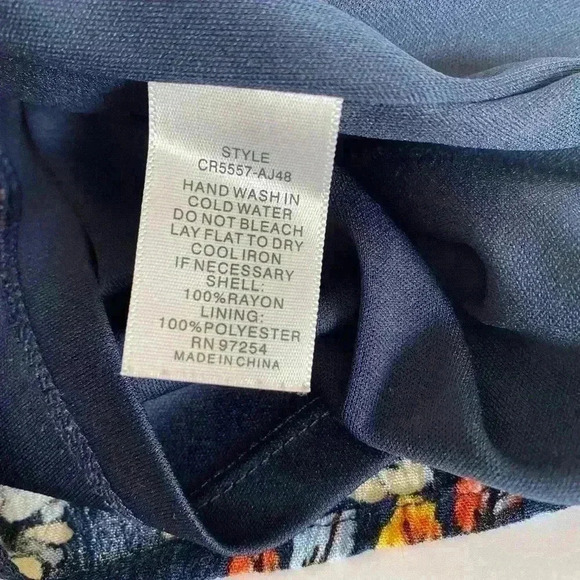 STYLE
CR5557-AJ48
HAND WASH IN
COLD WATER
DO NOT BLEACH
LAY FLAT TO DRY
COOL IRON
IF NECESSARY
SHELL:
100%RAYON
LINING:
100%POLYESTER
RN 97254
MADE IN CHINA